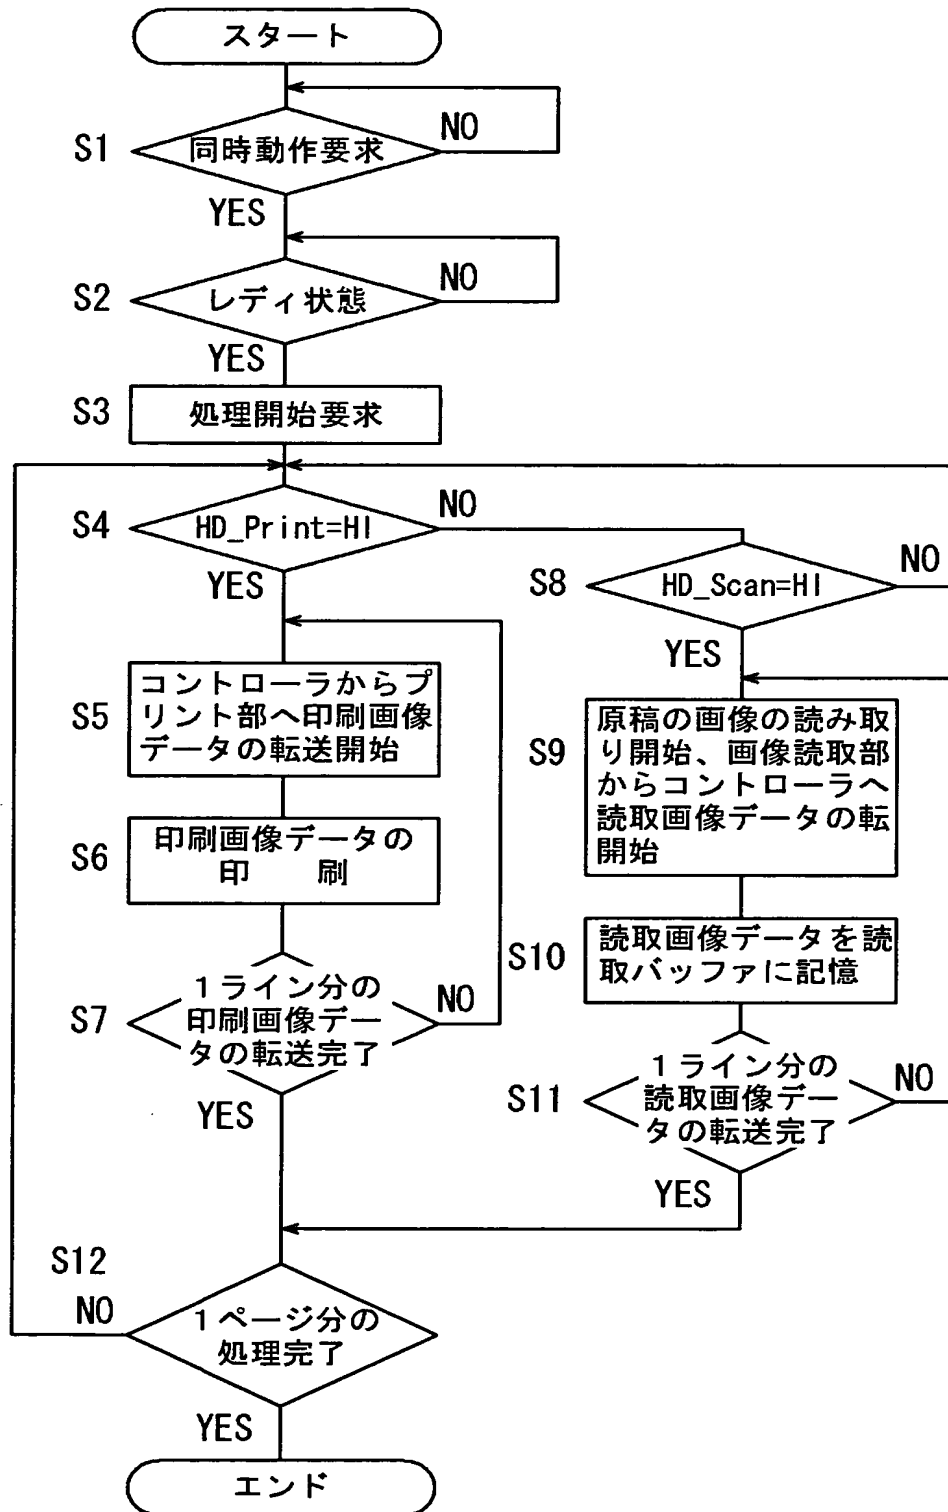 スタート
S1
同時動作要求
NO
YES
S2
レディ状態
NO
YES
S3
処理開始要求
S4
HD_Print=HI
NO
YES
S8
HD_Scan=HI
NO
YES
S5
コントローラからプ
リント部へ印刷画像
データの転送開始
S9
原稿の画像の読み取
り開始、画像読取部
からコントローラへ
読取画像データの転
開始
S6
印刷画像データの
印　　刷
S10
読取画像データを読
取バッファに記憶
S7
1ライン分の
印刷画像デー
タの転送完了
NO
YES
S11
1ライン分の
読取画像デー
タの転送完了
NO
YES
S12
NO
1ページ分の
処理完了
YES
エンド